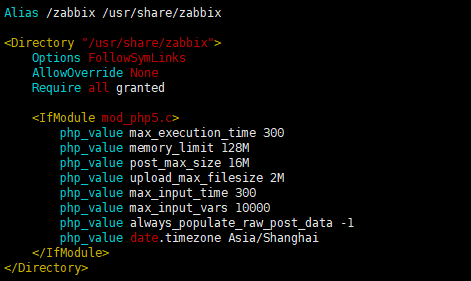 Alias /zabbix /usr/share/zabbix
<Directory "/usr/share/zabbix">
    Options FollowSymLinks
    AllowOverride None
    Require all granted
    <IfModule mod_php5.c>
        php_value max_execution_time 300
        php_value memory_limit 128M
        php_value post_max_size 16M
        php_value upload_max_filesize 2M
        php_value max_input_time 300
        php_value max_input_vars 10000
        php_value always_populate_raw_post_data -1
        php_value date.timezone Asia/Shanghai
    </IfModule>
</Directory>